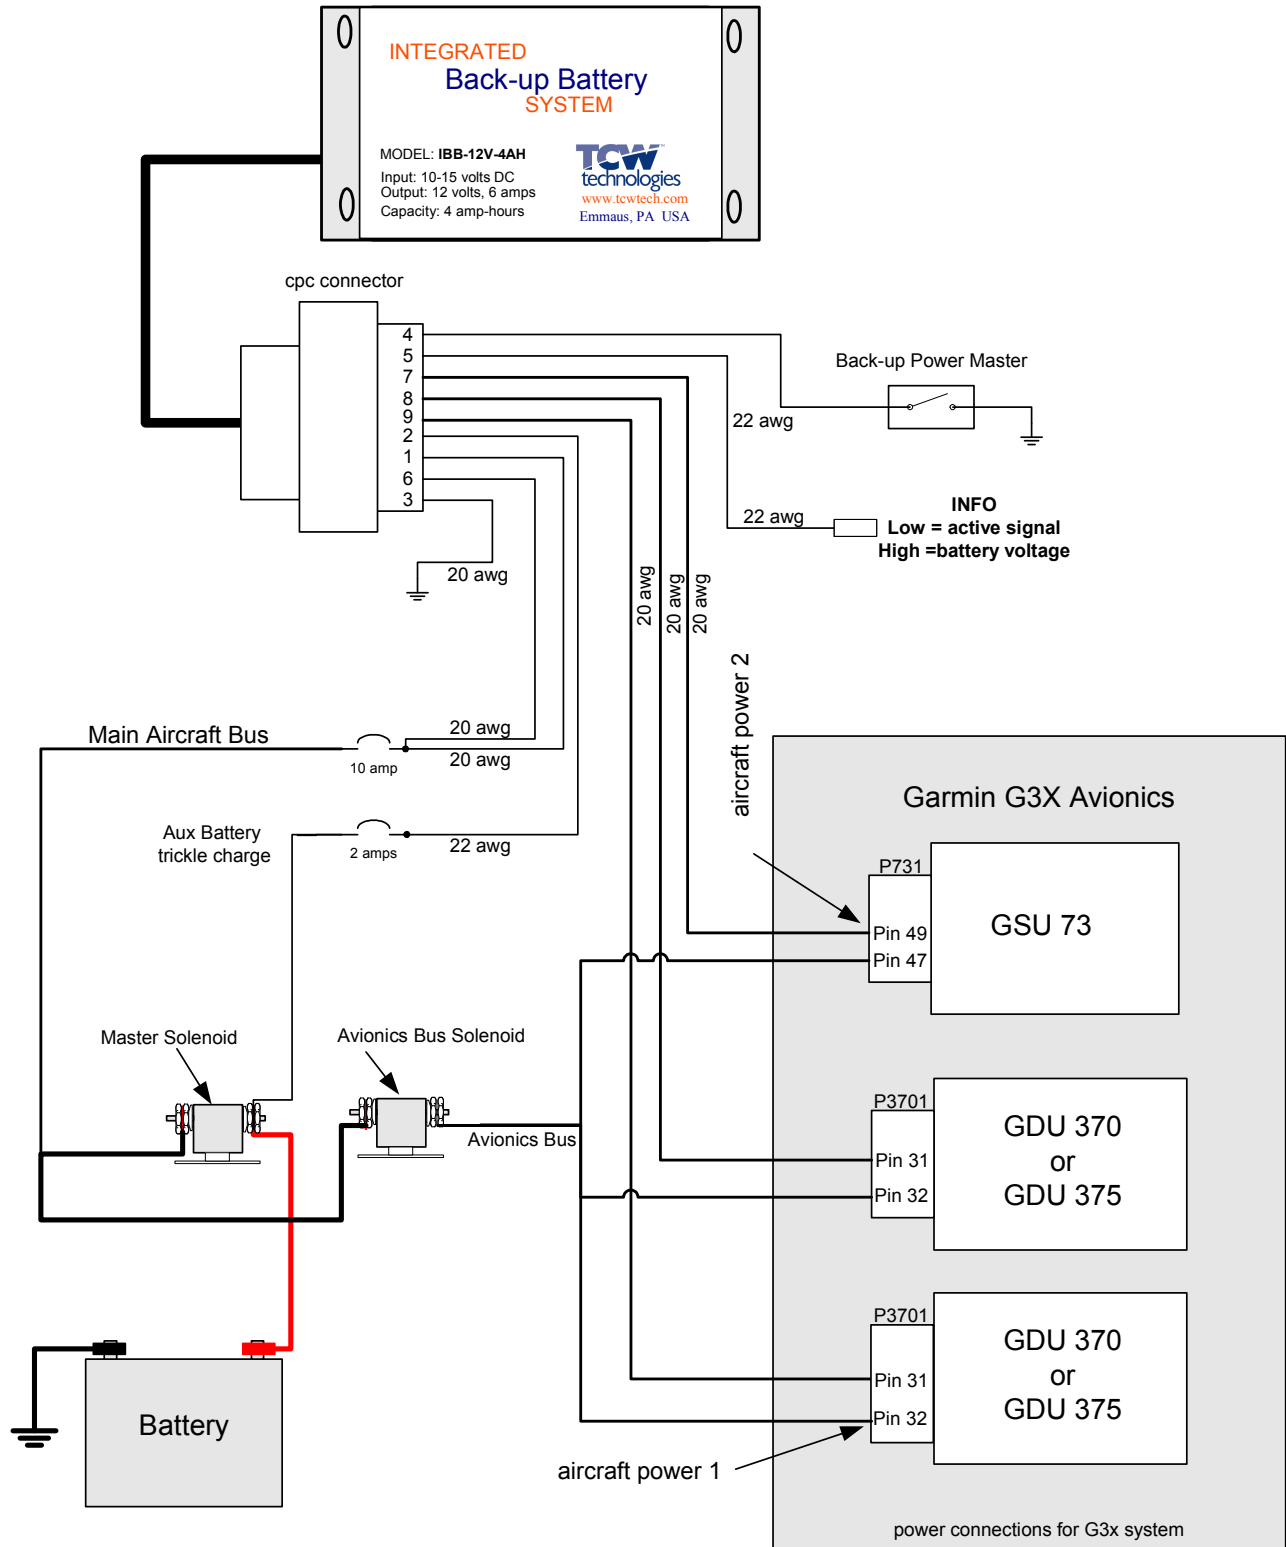 INTEGRATED
Back-up Battery
SYSTEM
MODEL: IBB-12V-4AH
Input: 10-15 volts DC
Output: 12 volts, 6 amps
Capacity: 4 amp-hours
TCW™
technologies
www.tcwtech.com
Emmaus, PA USA
cpc connector
4
5
7
8
9
2
1
6
3
Back-up Power Master
22 awg
22 awg
INFO
Low = active signal
High =battery voltage
20 awg
20 awg
20 awg
20 awg
aircraft power 2
Main Aircraft Bus
20 awg
10 amp
20 awg
Aux Battery
trickle charge
2 amps
22 awg
Garmin G3X Avionics
P731
Pin 49
Pin 47
GSU 73
Master Solenoid
Avionics Bus Solenoid
Avionics Bus
P3701
Pin 31
Pin 32
GDU 370
or
GDU 375
P3701
Pin 31
Pin 32
GDU 370
or
GDU 375
Battery
aircraft power 1
power connections for G3x system